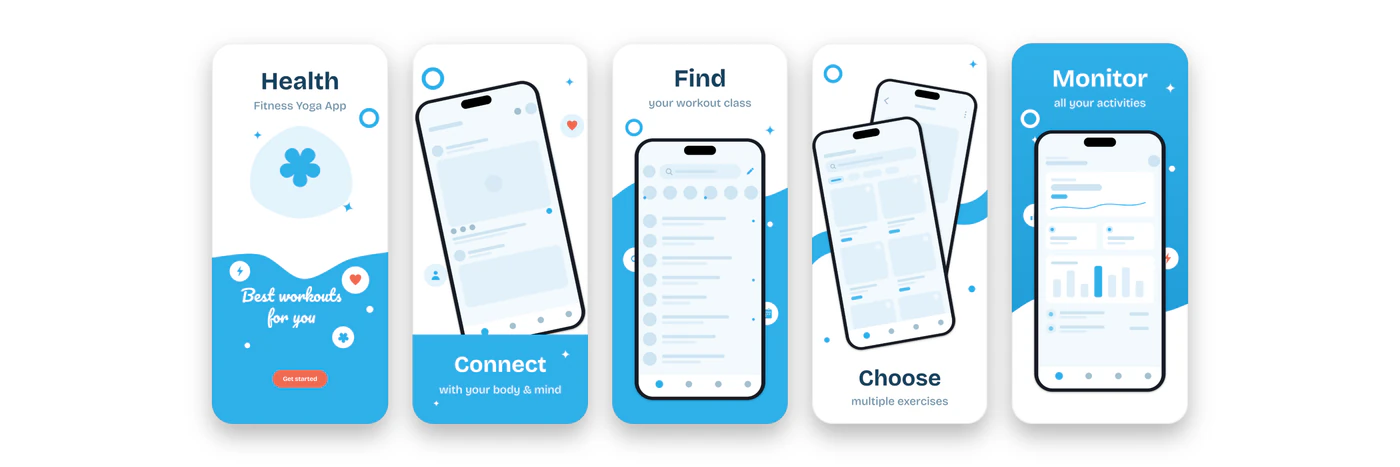 Health
Fitness Yoga App
Best workouts
for you
Get started
Connect
with your body & mind
Find
your workout class
Choose
multiple exercises
Monitor
all your activities